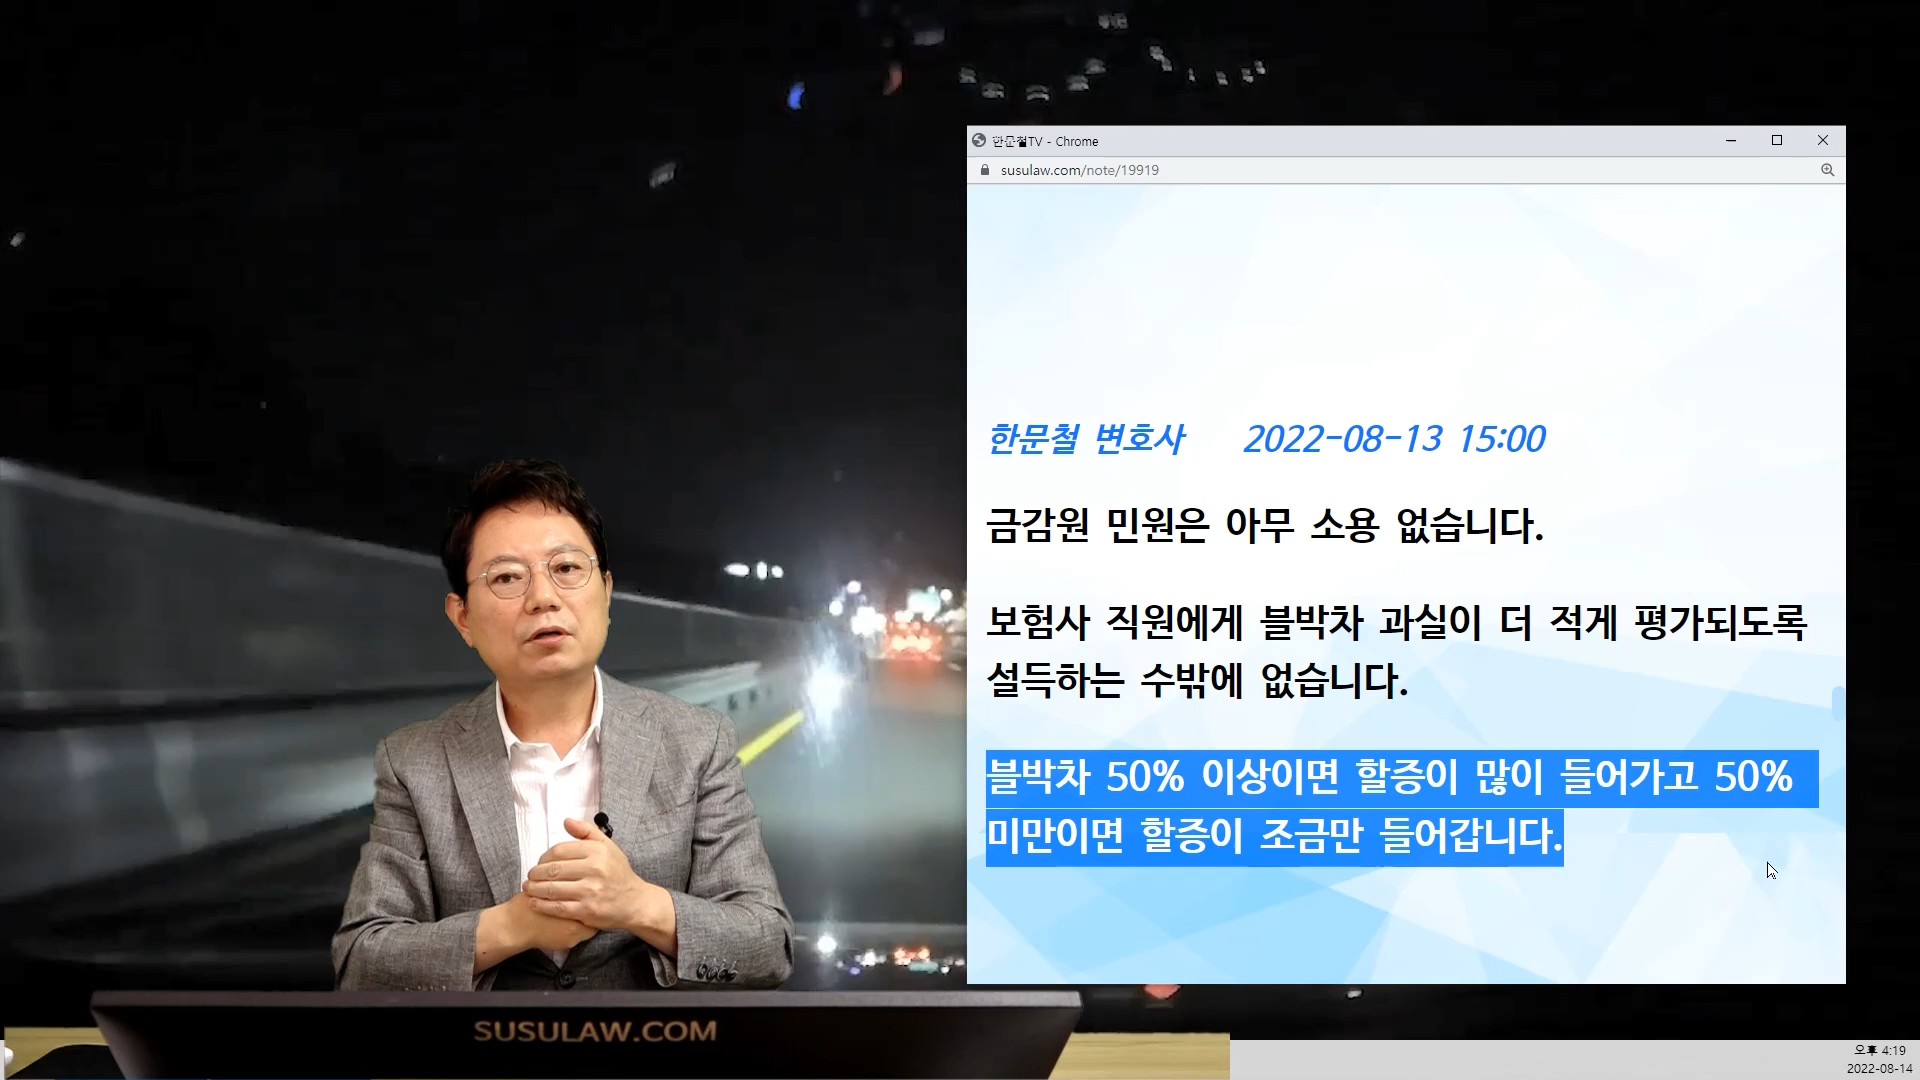 한문철TV - Chrome
susulaw.com/note/19919
한문철 변호사 2022-08-13 15:00
금감원 민원은 아무 소용 없습니다.
보험사 직원에게 블박차 과실이 더 적게 평가되도록
설득하는 수밖에 없습니다.
블박차 50% 이상이면 할증이 많이 들어가고 50%
미만이면 할증이 조금만 들어갑니다.
SUSULAW.COM
오후 4:19
2022-08-14